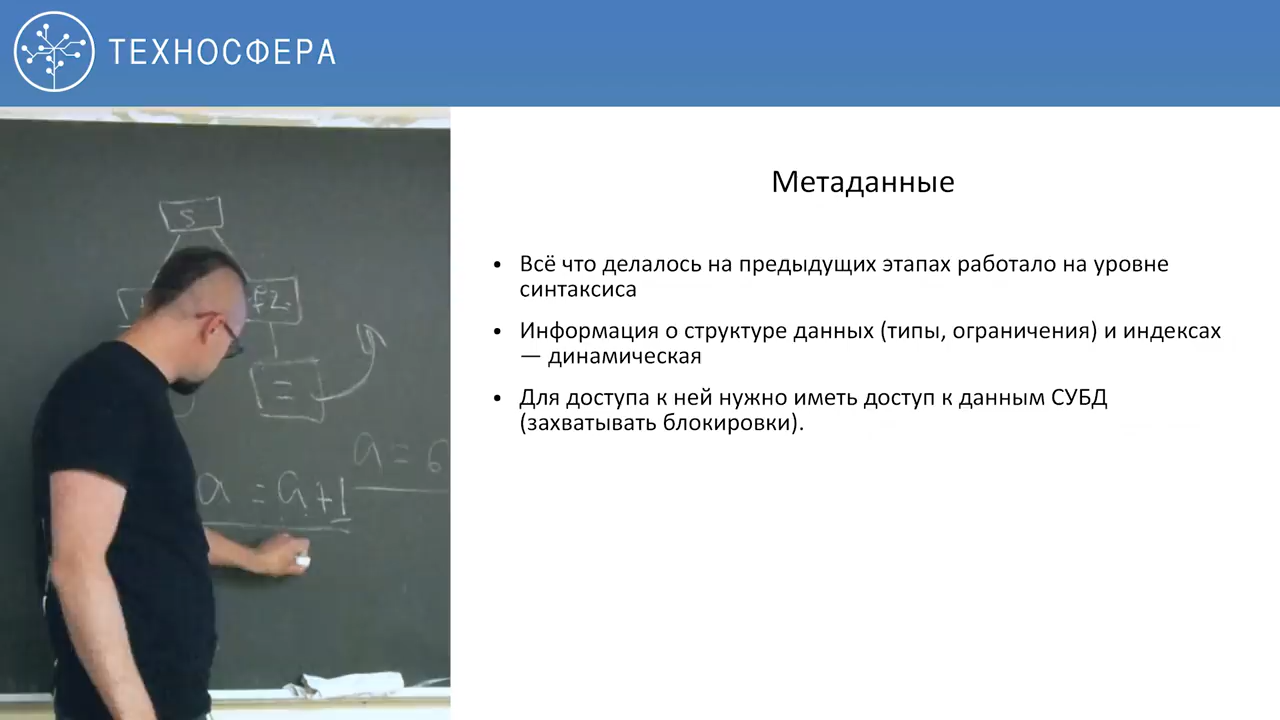 ТЕХНОСФЕРА
S
F2.
=
a = 6
a = a+1
Метаданные
• Всё что делалось на предыдущих этапах работало на уровне
синтаксиса
• Информация о структуре данных (типы, ограничения) и индексах
— динамическая
• Для доступа к ней нужно иметь доступ к данным СУБД
(захватывать блокировки).